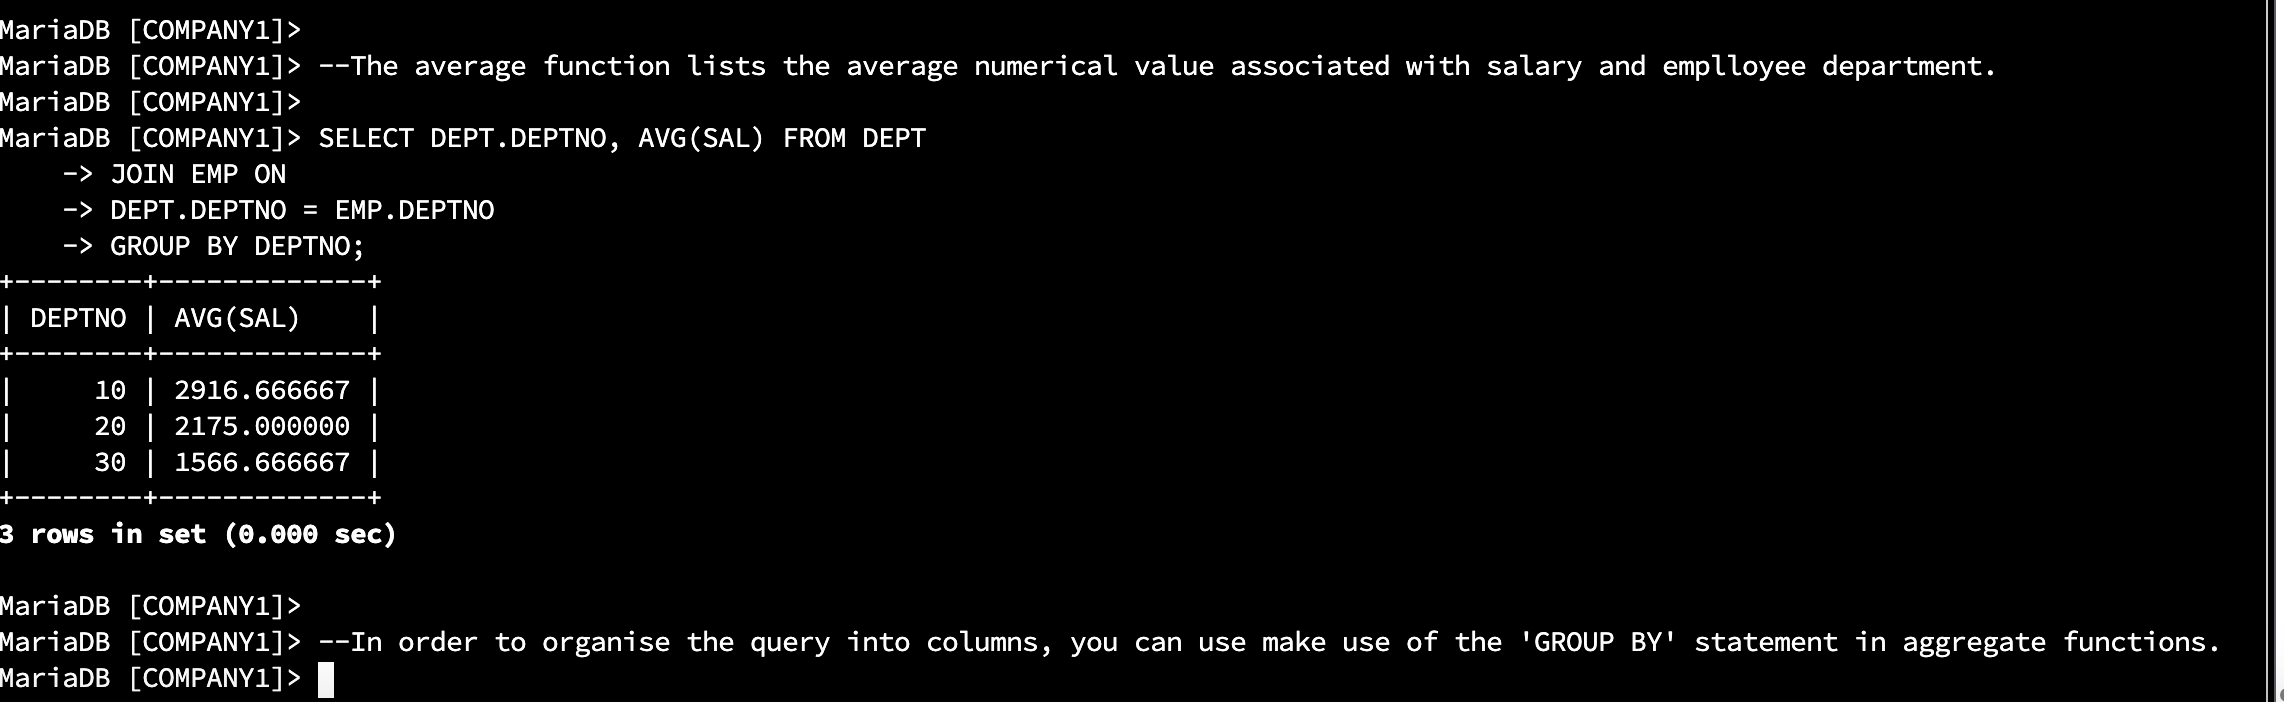 MariaDB [COMPANY1]>
MariaDB [COMPANY1]> --The average function lists the average numerical value associated with salary and emplloyee department.
MariaDB [COMPANY1]>
MariaDB [COMPANY1]> SELECT DEPT.DEPTNO, AVG(SAL) FROM DEPT
    -> JOIN EMP ON
    -> DEPT.DEPTNO = EMP.DEPTNO
    -> GROUP BY DEPTNO;
+--------+-------------+
| DEPTNO | AVG(SAL)    |
+--------+-------------+
|     10 | 2916.666667 |
|     20 | 2175.000000 |
|     30 | 1566.666667 |
+--------+-------------+
3 rows in set (0.000 sec)

MariaDB [COMPANY1]>
MariaDB [COMPANY1]> --In order to organise the query into columns, you can use make use of the 'GROUP BY' statement in aggregate functions.
MariaDB [COMPANY1]>